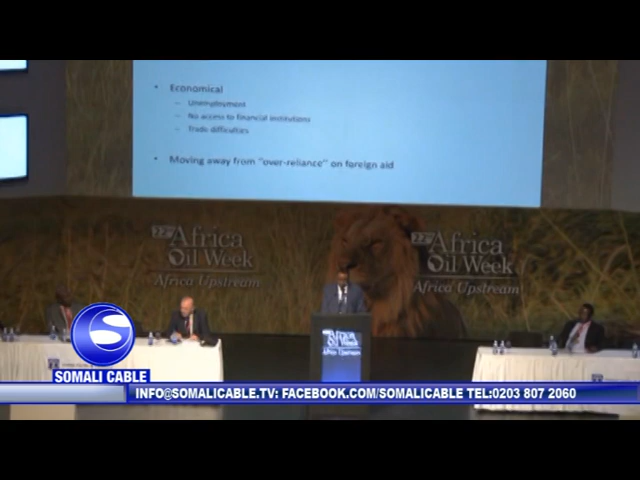 • Economical
– Unemployment
– No access to financial institutions
– Trade difficulties
• Moving away from "over-reliance" on foreign aid
22nd Africa
Oil Week
Africa Upstream
22nd Africa
Oil Week
Africa Upstream
Africa
Oil Week
Africa Upstream
S
SOMALI CABLE
INFO@SOMALICABLE.TV: FACEBOOK.COM/SOMALICABLE TEL:0203 807 2060